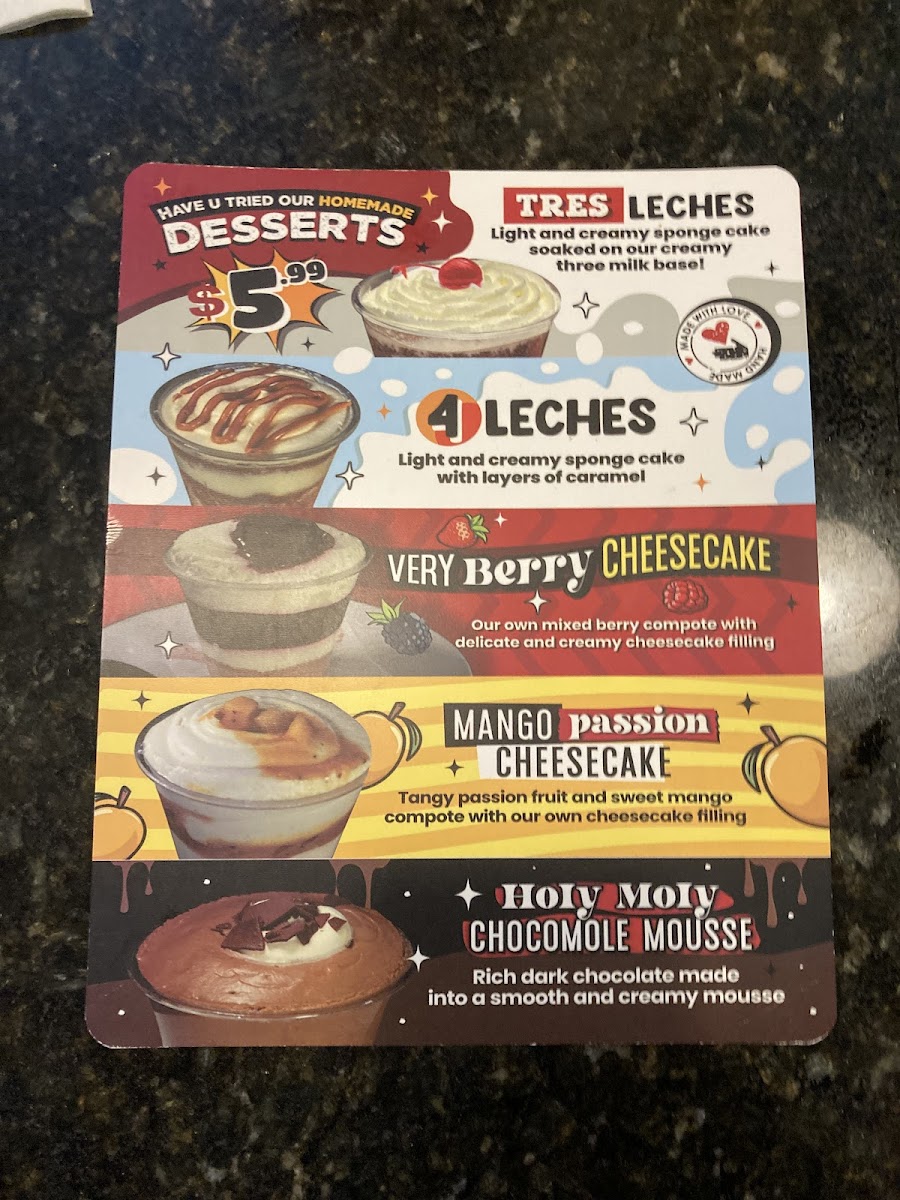 HAVE U TRIED OUR HOMEMADE
DESSERTS
$5.99
TRES LECHES
Light and creamy sponge cake
soaked on our creamy
three milk base!
MADE WITH LOVE
HAND MADE
4 LECHES
Light and creamy sponge cake
with layers of caramel
VERY Berry CHEESECAKE
Our own mixed berry compote with
delicate and creamy cheesecake filling
MANGO passion
CHEESECAKE
Tangy passion fruit and sweet mango
compote with our own cheesecake filling
Holy Moly
CHOCOMOLE MOUSSE
Rich dark chocolate made
into a smooth and creamy mousse